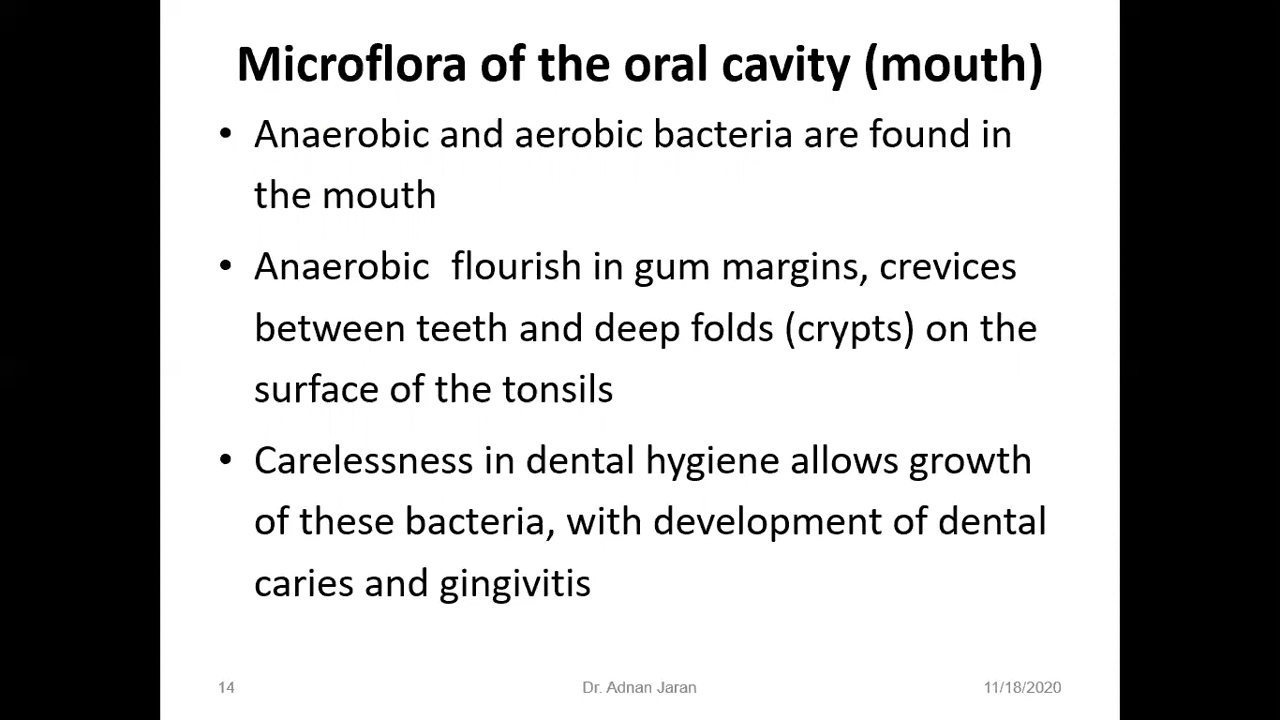 Microflora of the oral cavity (mouth)
• Anaerobic and aerobic bacteria are found in
the mouth
• Anaerobic  flourish in gum margins, crevices
between teeth and deep folds (crypts) on the
surface of the tonsils
• Carelessness in dental hygiene allows growth
of these bacteria, with development of dental
caries and gingivitis
14 Dr. Adnan Jaran 11/18/2020